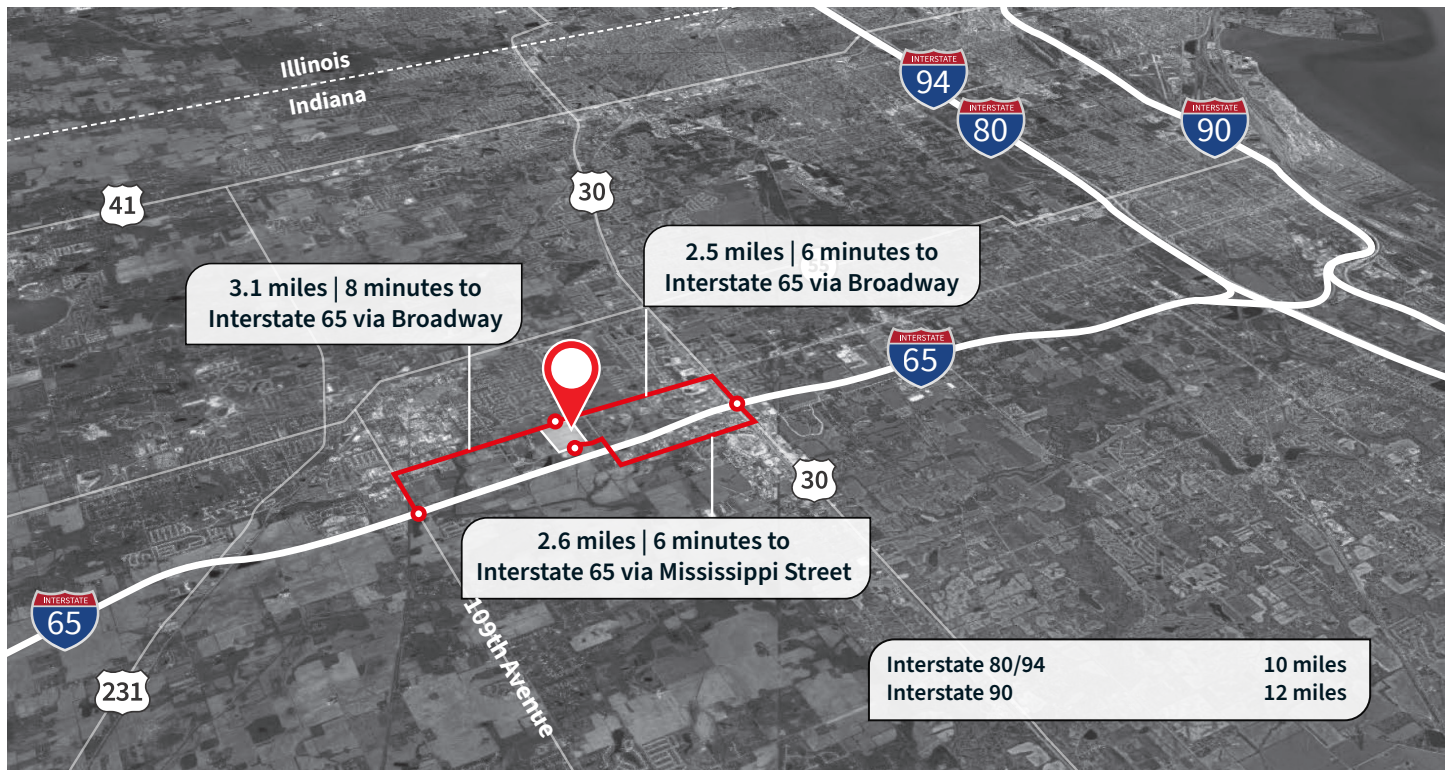 Illinois
Indiana
INTERSTATE
94
INTERSTATE
80
INTERSTATE
90
41
30
2.5 miles | 6 minutes to
Interstate 65 via Broadway
55
3.1 miles | 8 minutes to
Interstate 65 via Broadway
INTERSTATE
65
30
2.6 miles | 6 minutes to
Interstate 65 via Mississippi Street
INTERSTATE
65
109th Avenue
231
Interstate 80/94 10 miles
Interstate 90 12 miles